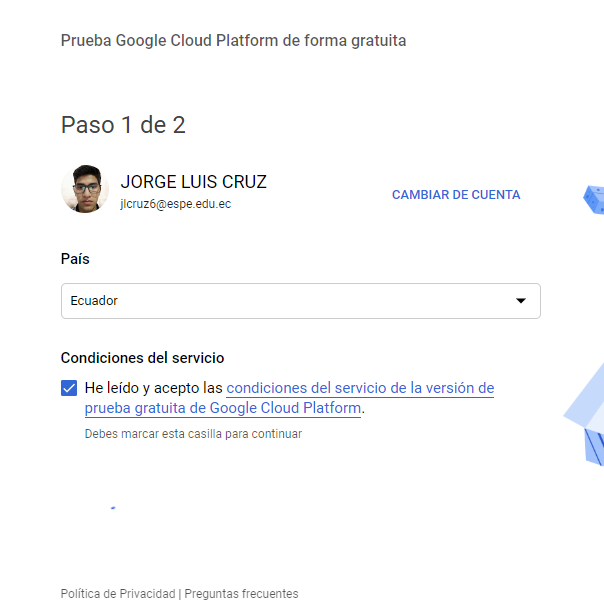 Prueba Google Cloud Platform de forma gratuita
Paso 1 de 2
JORGE LUIS CRUZ
jlcruz6@espe.edu.ec
CAMBIAR DE CUENTA
País
Ecuador
Condiciones del servicio
He leído y acepto las condiciones del servicio de la versión de
prueba gratuita de Google Cloud Platform.
Debes marcar esta casilla para continuar
Política de Privacidad | Preguntas frecuentes